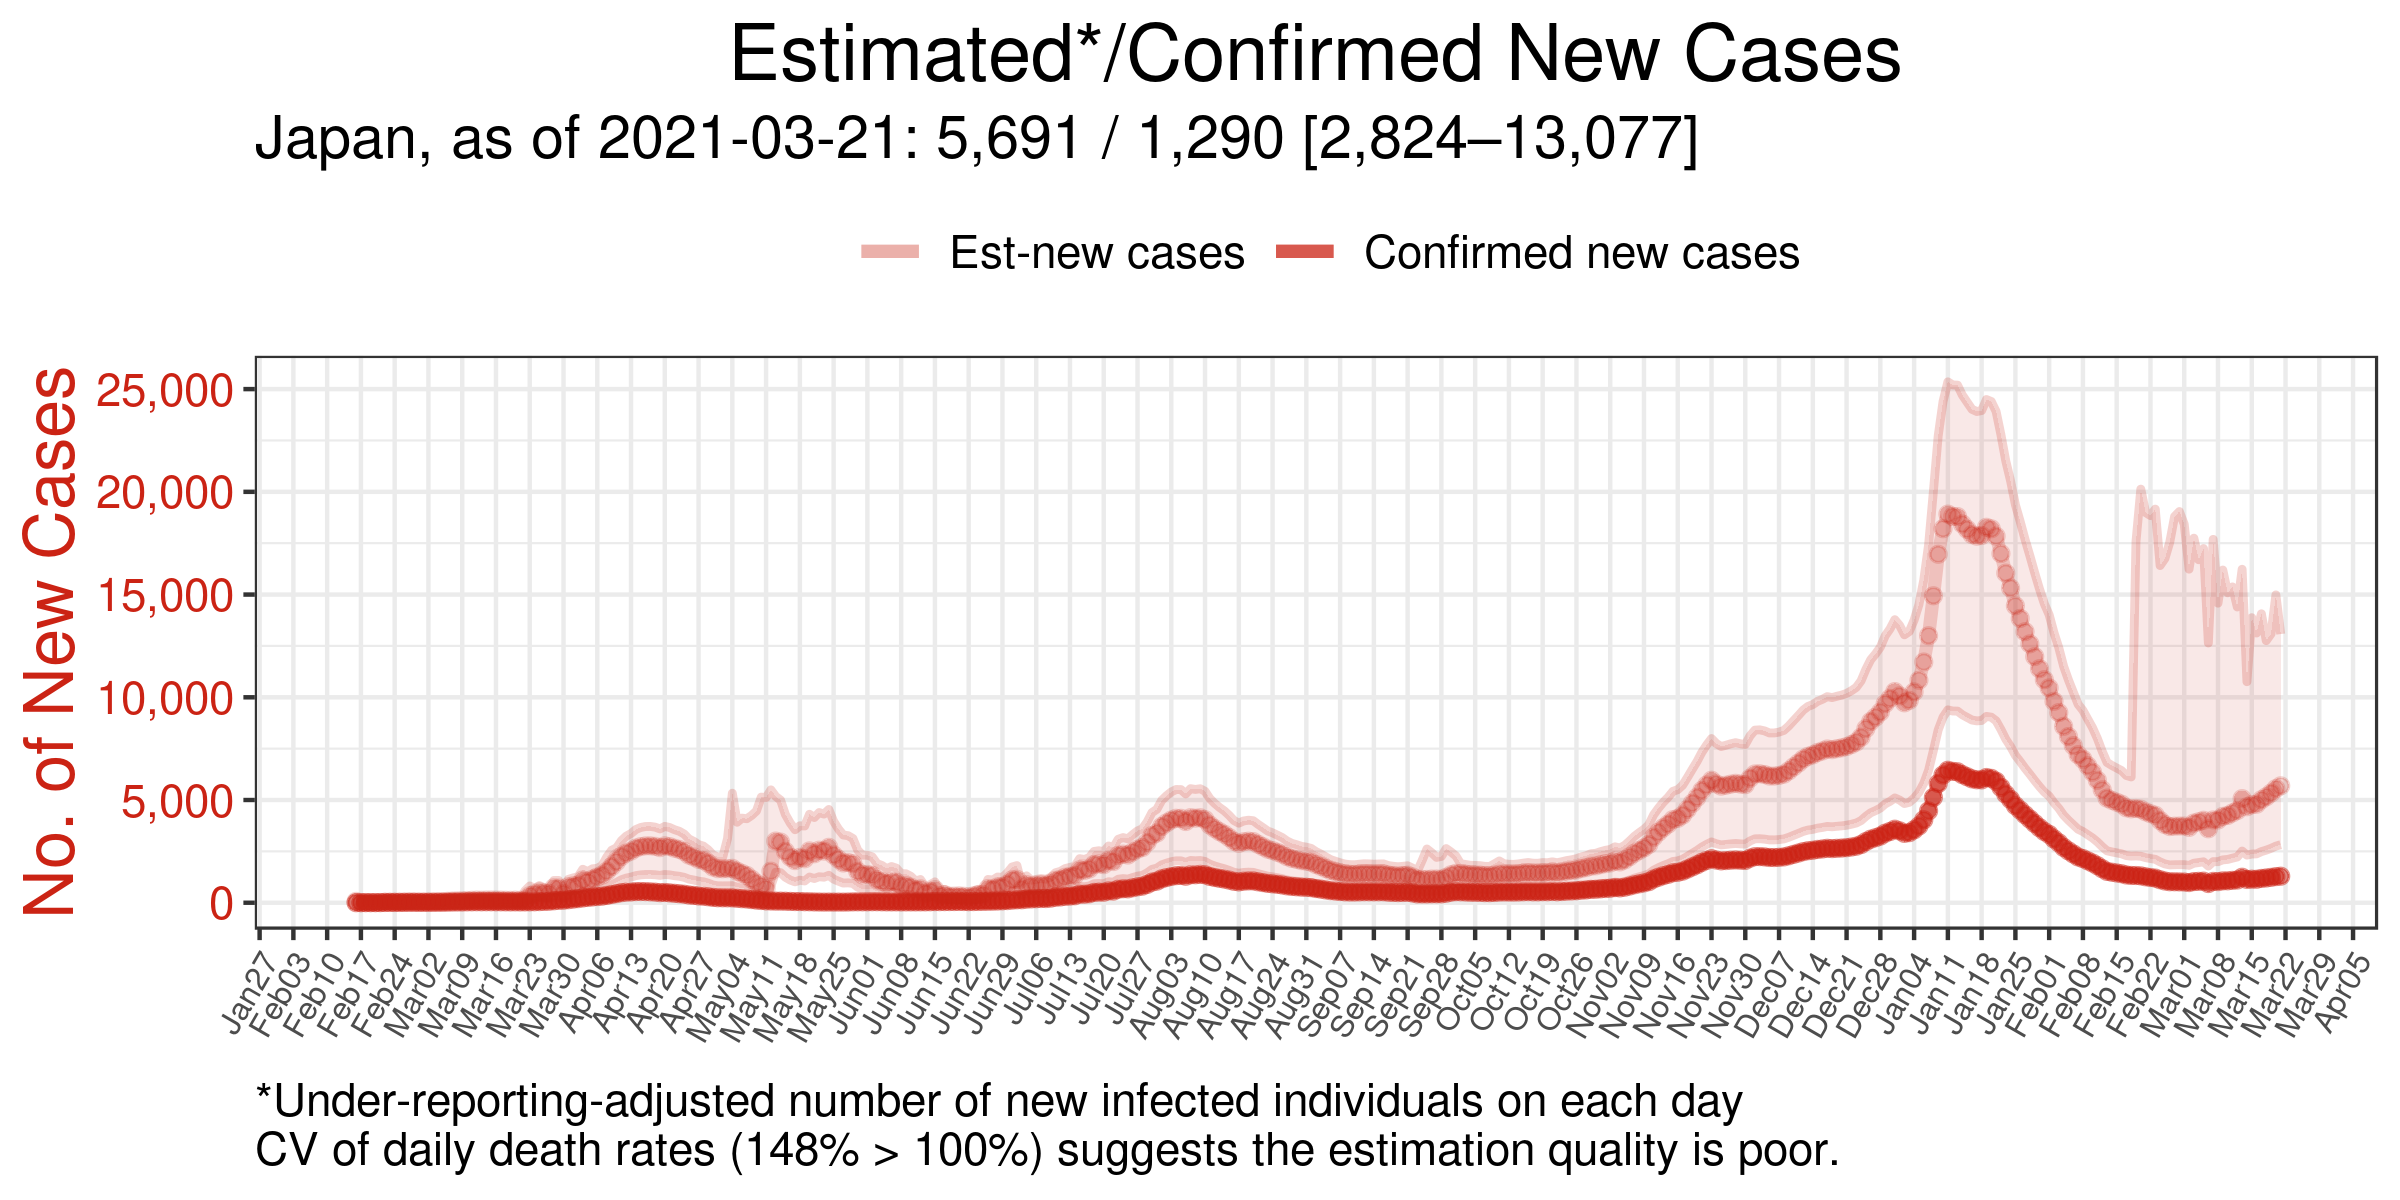 Estimated*/Confirmed New Cases
Japan, as of 2021-03-21: 5,691 / 1,290 [2,824–13,077]
Est-new cases Confirmed new cases
No. of New Cases
25,000
20,000
15,000
10,000
5,000
0
Jan27 Feb03 Feb10 Feb17 Feb24 Mar02 Mar09 Mar16 Mar23 Mar30 Apr06 Apr13 Apr20 Apr27 May04 May11 May18 May25 Jun01 Jun08 Jun15 Jun22 Jun29 Jul06 Jul13 Jul20 Jul27 Aug03 Aug10 Aug17 Aug24 Aug31 Sep07 Sep14 Sep21 Sep28 Oct05 Oct12 Oct19 Oct26 Nov02 Nov09 Nov16 Nov23 Nov30 Dec07 Dec14 Dec21 Dec28 Jan04 Jan11 Jan18 Jan25 Feb01 Feb08 Feb15 Feb22 Mar01 Mar08 Mar15 Mar22 Mar29 Apr05
*Under-reporting-adjusted number of new infected individuals on each day
CV of daily death rates (148% > 100%) suggests the estimation quality is poor.